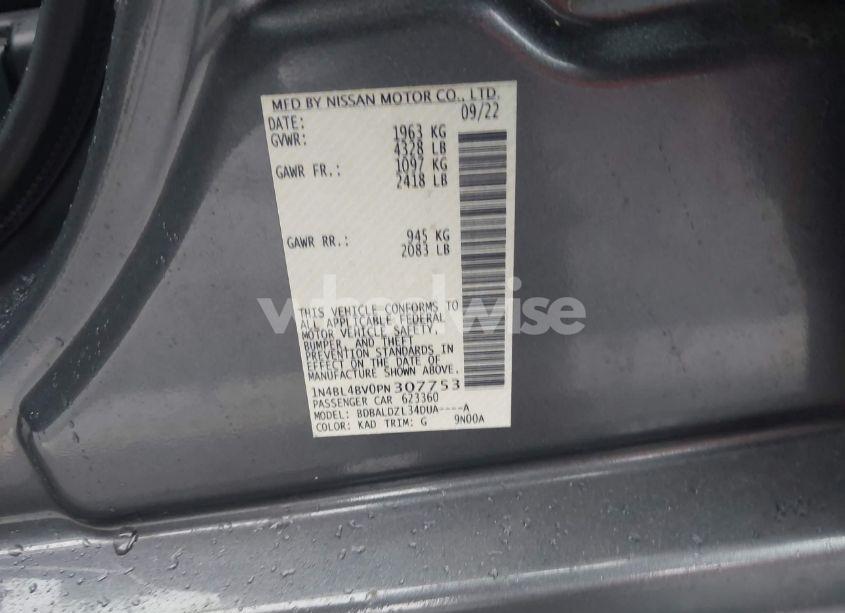 MFD BY NISSAN MOTOR CO., LTD.
DATE: 09/22
GVWR: 1963 KG
4328 LB
GAWR FR.: 1097 KG
2418 LB
GAWR RR.: 945 KG
2083 LB
THIS VEHICLE CONFORMS TO
ALL APPLICABLE FEDERAL
MOTOR VEHICLE SAFETY,
BUMPER, AND THEFT
PREVENTION STANDARDS IN
EFFECT ON THE DATE OF
MANUFACTURE SHOWN ABOVE.
1N4BL4BV0PN307753
PASSENGER CAR 623360
MODEL: BDBALDZL34DUA----A
COLOR: KAD TRIM: G 9N00A